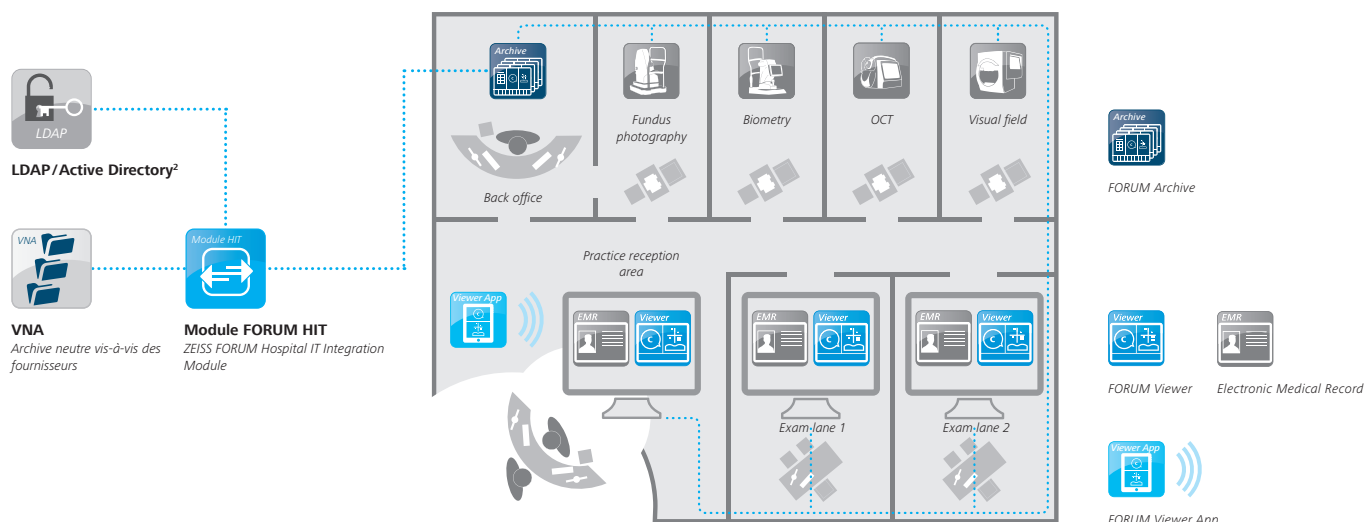 LDAP
LDAP/Active Directory²
VNA
VNA
Archive neutre vis-à-vis des
fournisseurs
Module HIT
Module FORUM HIT
ZEISS FORUM Hospital IT Integration
Module
Archive
Back office
Fundus
photography
Biometry
OCT
Visual field
Practice reception
area
Viewer App
EMR
Viewer
C
EMR
Viewer
C
Exam lane 1
EMR
Viewer
C
Exam lane 2
Archive
FORUM Archive
Viewer
C
FORUM Viewer
EMR
Electronic Medical Record
Viewer App
FORUM Viewer App